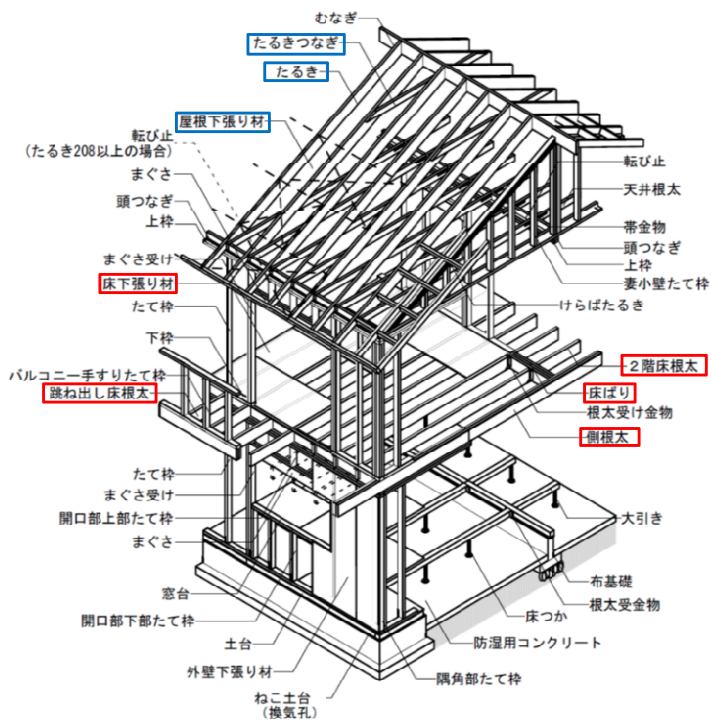 むなぎ
たるきつなぎ
たるき
屋根下張り材
転び止
(たるき208以上の場合)
まぐさ
頭つなぎ
上枠
まぐさ受け
床下張り材
たて枠
下枠
バルコニー手すりたて枠
跳ね出し床根太
たて枠
まぐさ受け
開口部上部たて枠
まぐさ
窓台
開口部下部たて枠
土台
外壁下張り材
ねこ土台
(換気孔)
転び止
天井根太
帯金物
頭つなぎ
上枠
妻小壁たて枠
けらばたるき
2階床根太
床ばり
根太受け金物
側根太
大引き
布基礎
根太受金物
床つか
防湿用コンクリート
隅角部たて枠